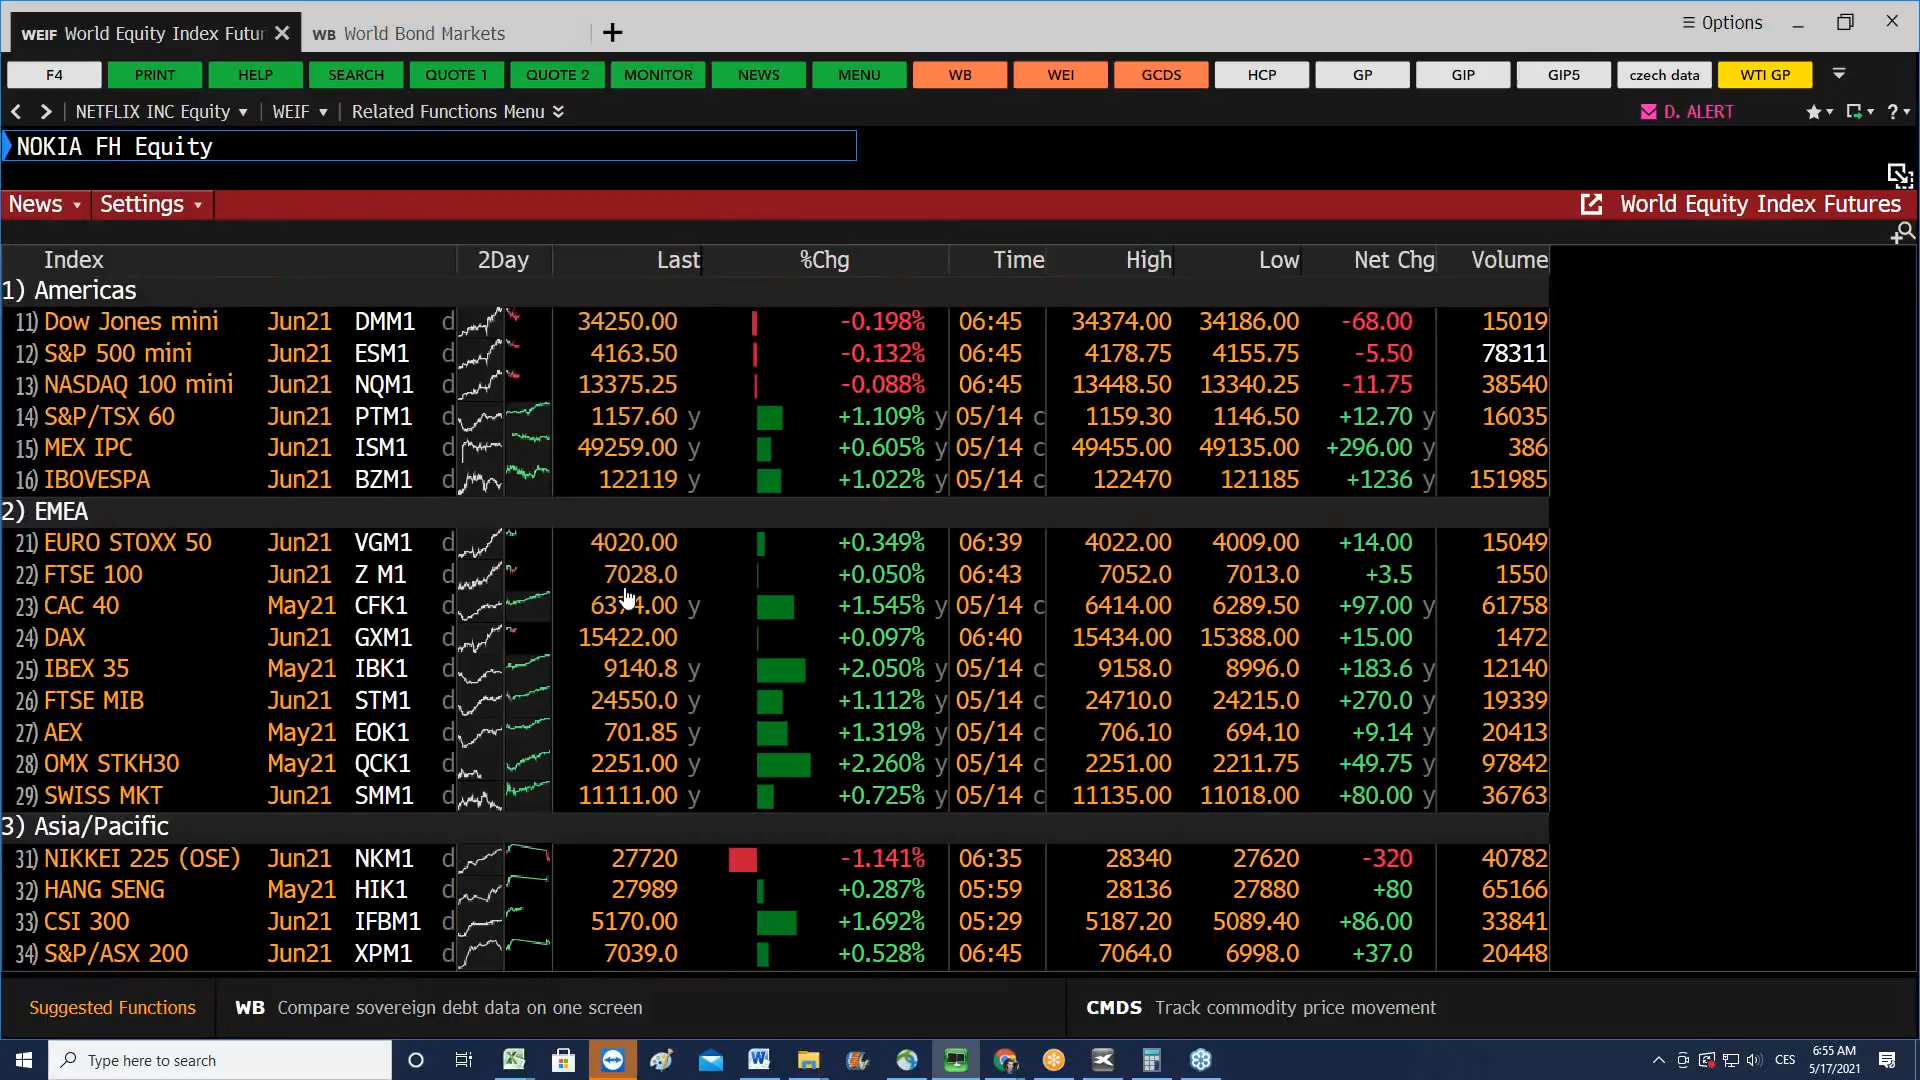 WEIF World Equity Index Futur
WB World Bond Markets
Options
F4 PRINT HELP SEARCH QUOTE 1 QUOTE 2 MONITOR NEWS MENU WB WEI GCDS HCP GP GIP GIP5 czech data WTI GP
NETFLIX INC Equity WEIF Related Functions Menu D. ALERT ?
NOKIA FH Equity
News Settings World Equity Index Futures
Index 2Day Last %Chg Time High Low Net Chg Volume
1) Americas
11) Dow Jones mini Jun21 DMM1 d 34250.00 -0.198% 06:45 34374.00 34186.00 -68.00 15019
12) S&P 500 mini Jun21 ESM1 d 4163.50 -0.132% 06:45 4178.75 4155.75 -5.50 78311
13) NASDAQ 100 mini Jun21 NQM1 d 13375.25 -0.088% 06:45 13448.50 13340.25 -11.75 38540
14) S&P/TSX 60 Jun21 PTM1 d 1157.60 y +1.109% y 05/14 c 1159.30 1146.50 +12.70 y 16035
15) MEX IPC Jun21 ISM1 d 49259.00 y +0.605% y 05/14 c 49455.00 49135.00 +296.00 y 386
16) IBOVESPA Jun21 BZM1 d 122119 y +1.022% y 05/14 c 122470 121185 +1236 y 151985
2) EMEA
21) EURO STOXX 50 Jun21 VGM1 d 4020.00 +0.349% 06:39 4022.00 4009.00 +14.00 15049
22) FTSE 100 Jun21 Z M1 d 7028.0 +0.050% 06:43 7052.0 7013.0 +3.5 1550
23) CAC 40 May21 CFK1 d 6374.00 y +1.545% y 05/14 c 6414.00 6289.50 +97.00 y 61758
24) DAX Jun21 GXM1 d 15422.00 +0.097% 06:40 15434.00 15388.00 +15.00 1472
25) IBEX 35 May21 IBK1 d 9140.8 y +2.050% y 05/14 c 9158.0 8996.0 +183.6 y 12140
26) FTSE MIB Jun21 STM1 d 24550.0 y +1.112% y 05/14 c 24710.0 24215.0 +270.0 y 19339
27) AEX May21 EOK1 d 701.85 y +1.319% y 05/14 c 706.10 694.10 +9.14 y 20413
28) OMX STKH30 May21 QCK1 d 2251.00 y +2.260% y 05/14 c 2251.00 2211.75 +49.75 y 97842
29) SWISS MKT Jun21 SMM1 d 11111.00 y +0.725% y 05/14 c 11135.00 11018.00 +80.00 y 36763
3) Asia/Pacific
31) NIKKEI 225 (OSE) Jun21 NKM1 d 27720 -1.141% 06:35 28340 27620 -320 40782
32) HANG SENG May21 HIK1 d 27989 +0.287% 05:59 28136 27880 +80 65166
33) CSI 300 Jun21 IFBM1 d 5170.00 +1.692% 05:29 5187.20 5089.40 +86.00 33841
34) S&P/ASX 200 Jun21 XPM1 d 7039.0 +0.528% 06:45 7064.0 6998.0 +37.0 20448
Suggested Functions WB Compare sovereign debt data on one screen CMDS Track commodity price movement
Type here to search
CES
6:55 AM
5/17/2021